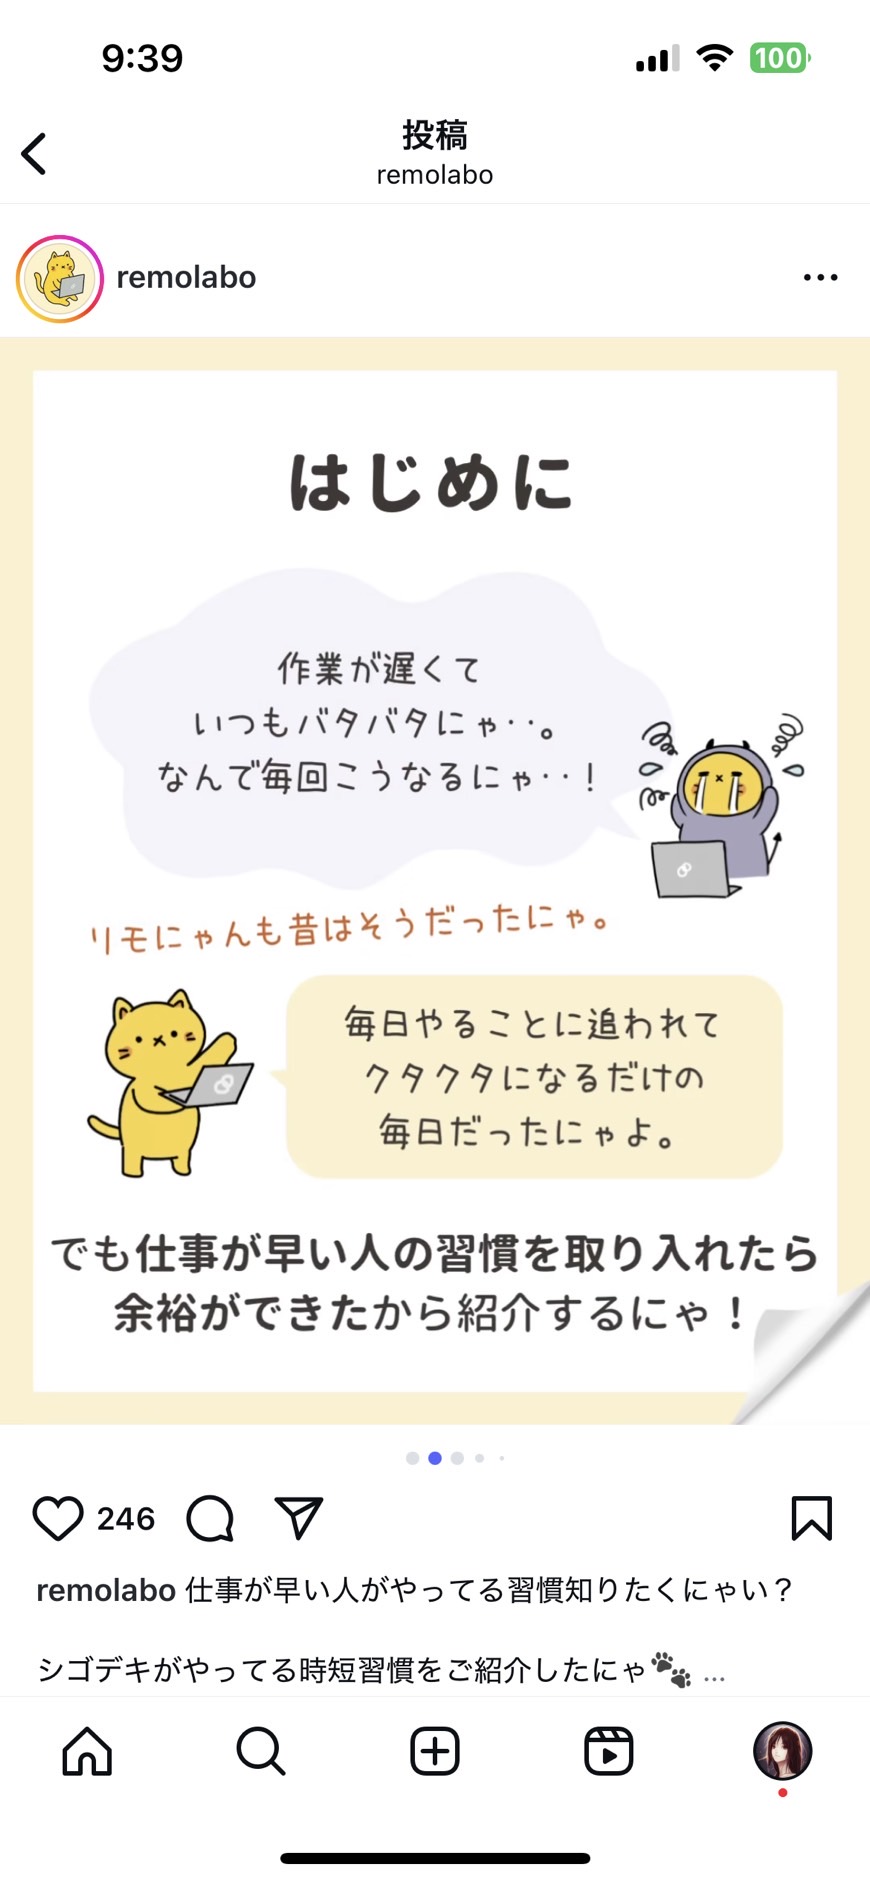 9:39
100
投稿
remolabo
remolabo
はじめに
作業が遅くて
いつもバタバタにゃ‥。
なんで毎回こうなるにゃ‥！
リモにゃんも昔はそうだったにゃ。
毎日やることに追われて
クタクタになるだけの
毎日だったにゃよ。
でも仕事が早い人の習慣を取り入れたら
余裕ができたから紹介するにゃ！
246
remolabo 仕事が早い人がやってる習慣知りたくにゃい？
シゴデキがやってる時短習慣をご紹介したにゃ🐾 ...